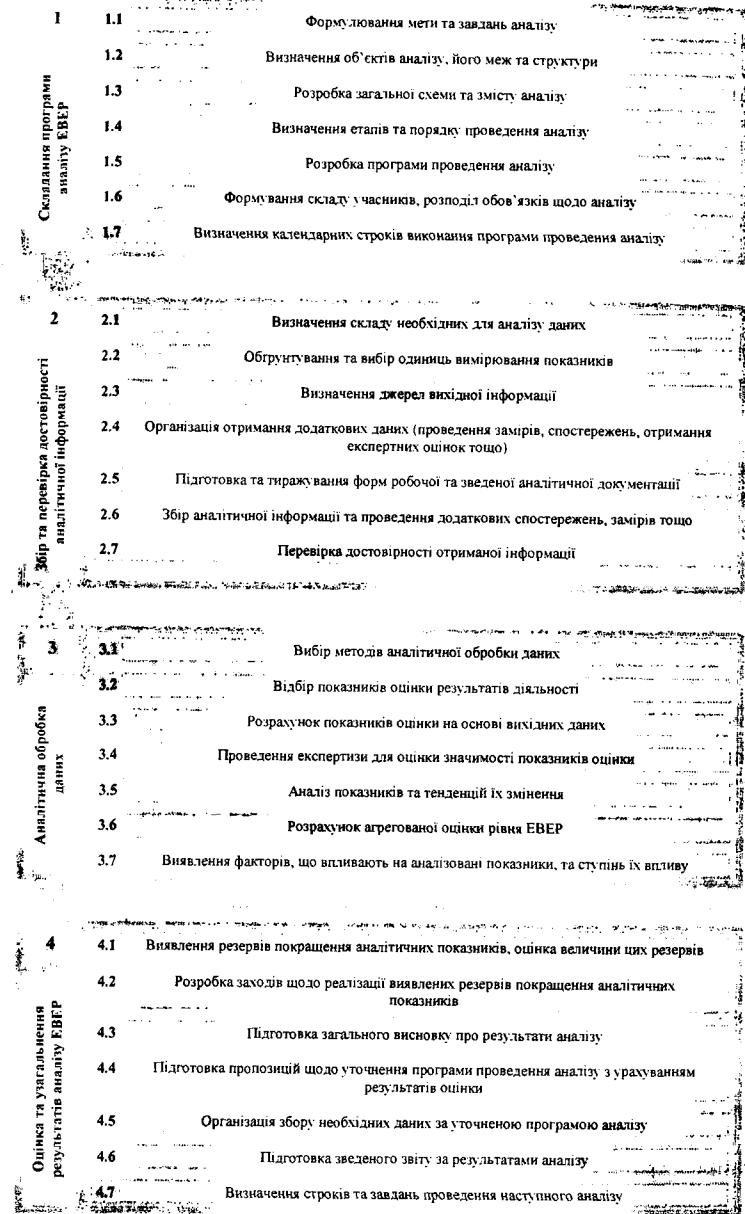 1
Складання програми
аналізу ЕВЕР
1.1 Формулювання мети та завдань аналізу
1.2 Визначення об’єктів аналізу, його меж та структури
1.3 Розробка загальної схеми та змісту аналізу
1.4 Визначення етапів та порядку проведення аналізу
1.5 Розробка програми проведення аналізу
1.6 Формування складу учасників, розподіл обов’язків щодо аналізу
1.7 Визначення календарних строків виконання програми проведення аналізу
2
Збір та перевірка достовірності
аналітичної інформації
2.1 Визначення складу необхідних для аналізу даних
2.2 Обґрунтування та вибір одиниць вимірювання показників
2.3 Визначення джерел вихідної інформації
2.4 Організація отримання додаткових даних (проведення замірів, спостережень, отримання
експертних оцінок тощо)
2.5 Підготовка та тиражування форм робочої та зведеної аналітичної документації
2.6 Збір аналітичної інформації та проведення додаткових спостережень, замірів тощо
2.7 Перевірка достовірності отриманої інформації
3
Аналітична обробка
даних
3.1 Вибір методів аналітичної обробки даних
3.2 Відбір показників оцінки результатів діяльності
3.3 Розрахунок показників оцінки на основі вихідних даних
3.4 Проведення експертизи для оцінки значимості показників оцінки
3.5 Аналіз показників та тенденцій їх змінення
3.6 Розрахунок агрегованої оцінки рівня ЕВЕР
3.7 Виявлення факторів, що впливають на аналізовані показники, та ступінь їх впливу
4
Оцінка та узагальнення
результатів аналізу ЕВЕР
4.1 Виявлення резервів покращення аналітичних показників, оцінка величини цих резервів
4.2 Розробка заходів щодо реалізації виявлених резервів покращення аналітичних
показників
4.3 Підготовка загального висновку про результати аналізу
4.4 Підготовка пропозицій щодо уточнення програми проведення аналізу з урахуванням
результатів оцінки
4.5 Організація збору необхідних даних за уточненою програмою аналізу
4.6 Підготовка зведеного звіту за результатами аналізу
4.7 Визначення строків та завдань проведення наступного аналізу